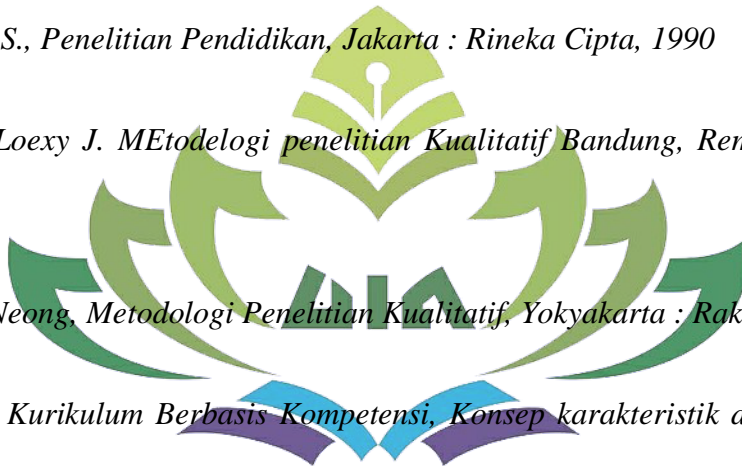 S., Penelitian Pendidikan, Jakarta : Rineka Cipta, 1990
Loexy J. MEtodelogi penelitian Kualitatif Bandung, Ren
Neong, Metodologi Penelitian Kualitatif, Yokyakarta : Rak
Kurikulum Berbasis Kompetensi, Konsep karakteristik a